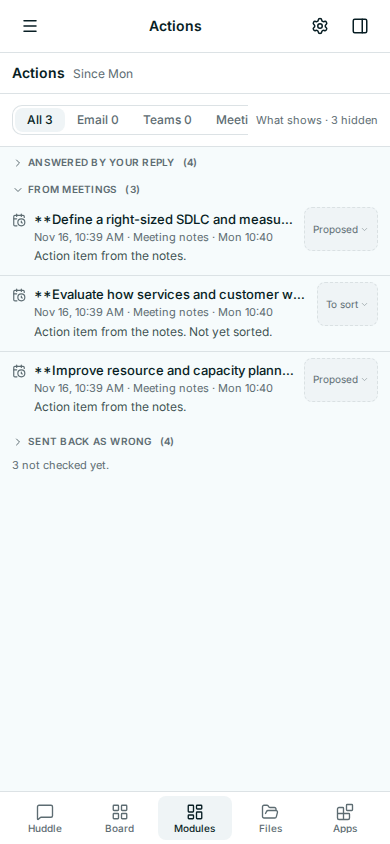 Actions
Actions Since Mon
All 3 Email 0 Teams 0 Meeti What shows · 3 hidden
ANSWERED BY YOUR REPLY (4)
FROM MEETINGS (3)
**Define a right-sized SDLC and measu... Proposed
Nov 16, 10:39 AM · Meeting notes · Mon 10:40
Action item from the notes.
**Evaluate how services and customer w... To sort
Nov 16, 10:39 AM · Meeting notes · Mon 10:40
Action item from the notes. Not yet sorted.
**Improve resource and capacity plann... Proposed
Nov 16, 10:39 AM · Meeting notes · Mon 10:40
Action item from the notes.
SENT BACK AS WRONG (4)
3 not checked yet.
Huddle Board Modules Files Apps